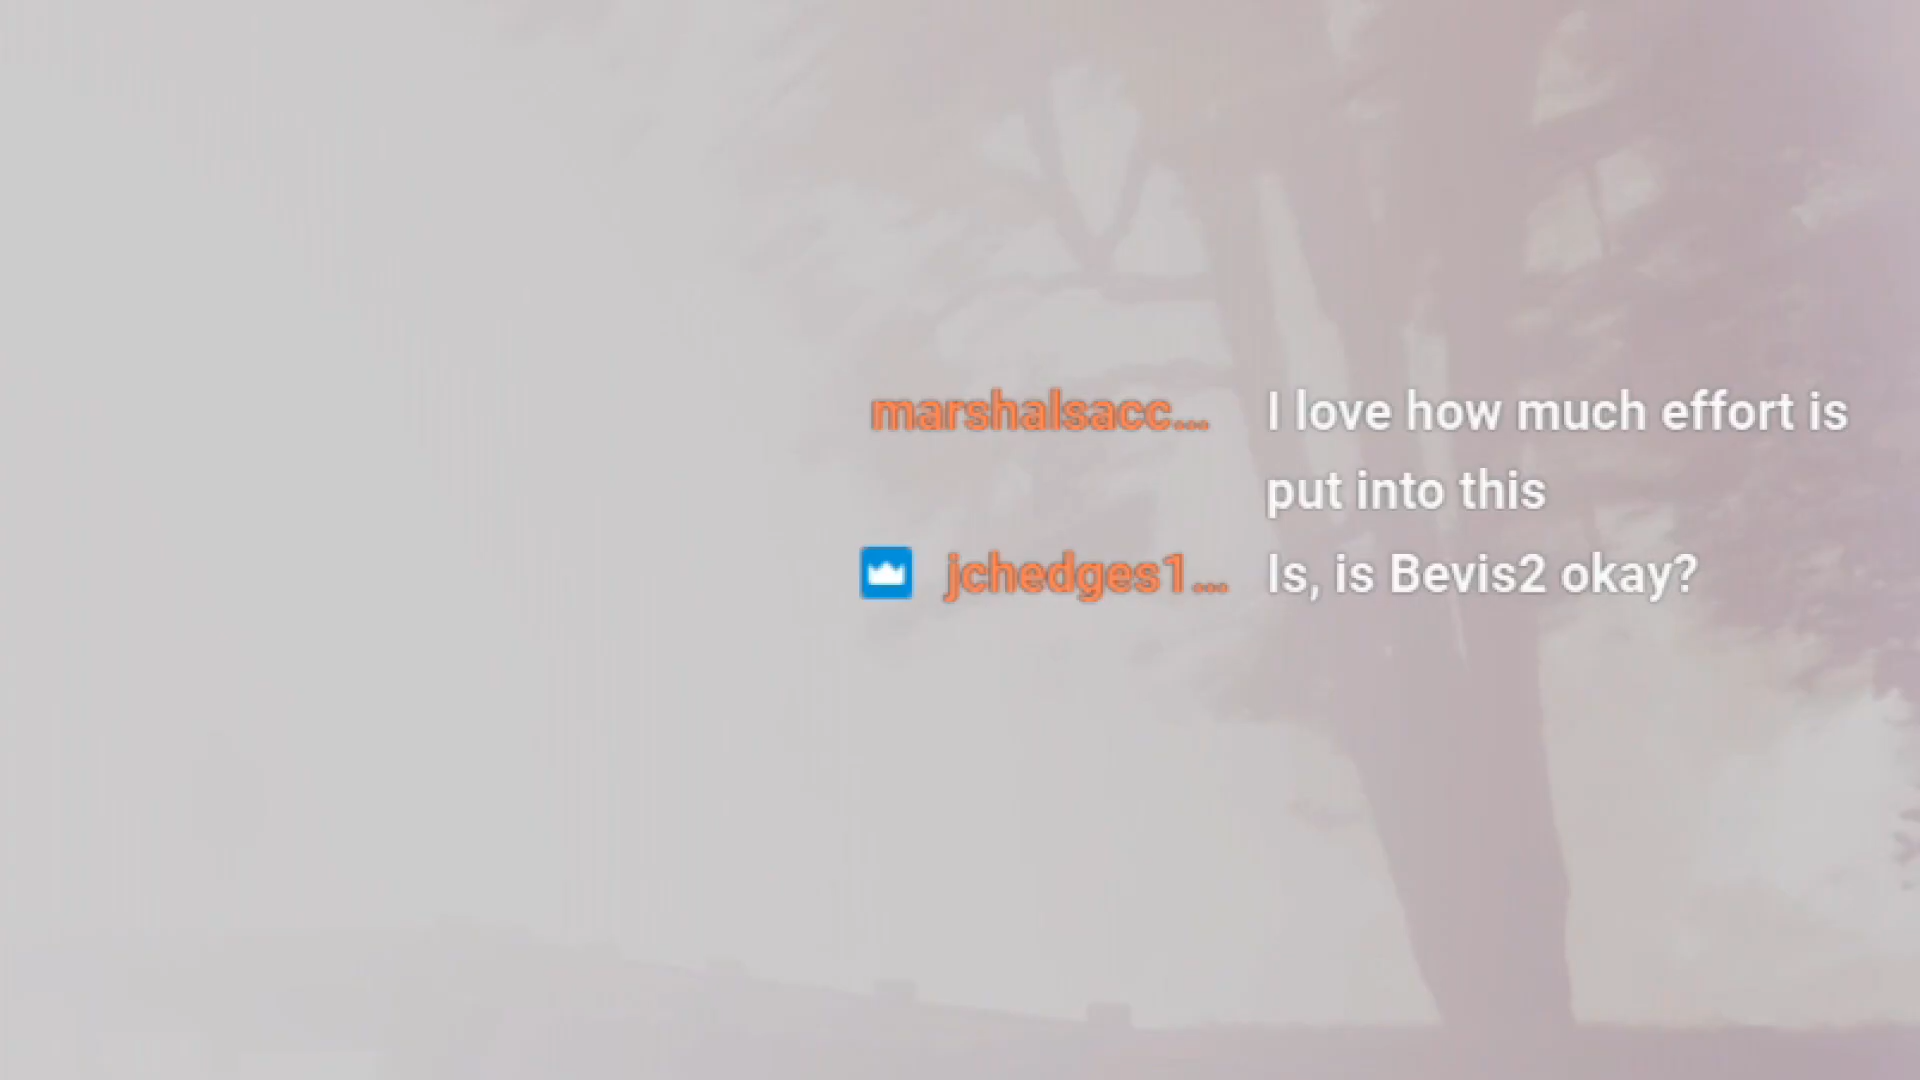 marshalsacc... I love how much effort is
put into this
jchedges1... Is, is Bevis2 okay?